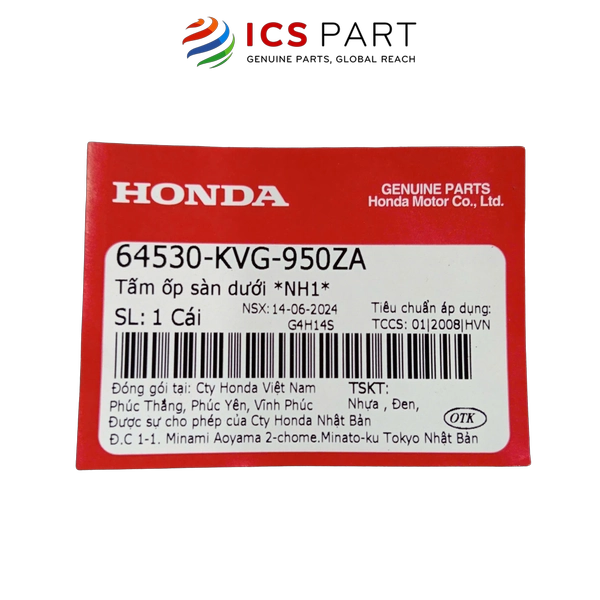 ICS PART
GENUINE PARTS, GLOBAL REACH
HONDA
GENUINE PARTS
Honda Motor Co., Ltd.
64530-KVG-950ZA
Tấm ốp sàn dưới *NH1*
SL: 1 Cái
NSX: 14-06-2024
G4H14S
Tiêu chuẩn áp dụng:
TCCS: 01|2008|HVN
Đóng gói tại: Cty Honda Việt Nam
Phúc Thắng, Phúc Yên, Vĩnh Phúc
Được sự cho phép của Cty Honda Nhật Bản
Đ.C 1-1. Minami Aoyama 2-chome.Minato-ku Tokyo Nhật Bản
TSKT:
Nhựa , Đen,
OTK